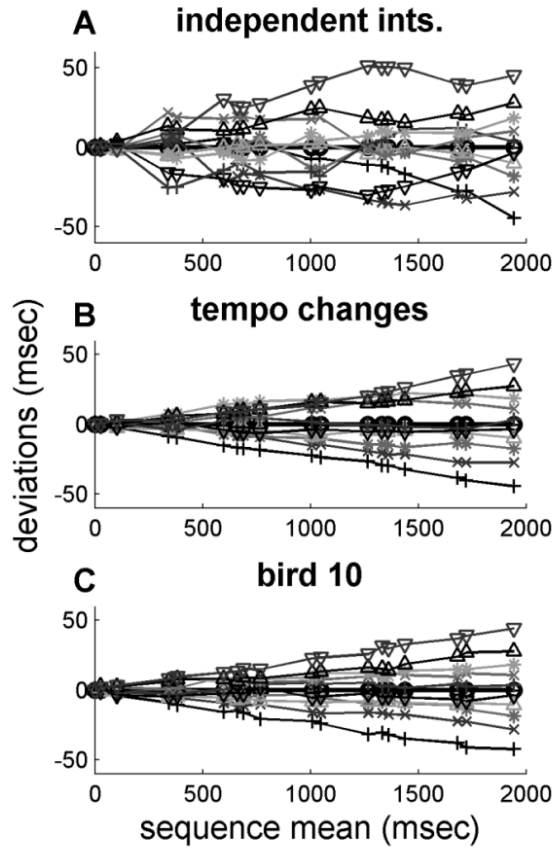 A independent ints.
50
0
-50
0 500 1000 1500 2000
B tempo changes
50
0
-50
0 500 1000 1500 2000
C bird 10
50
0
-50
0 500 1000 1500 2000
deviations (msec)
sequence mean (msec)